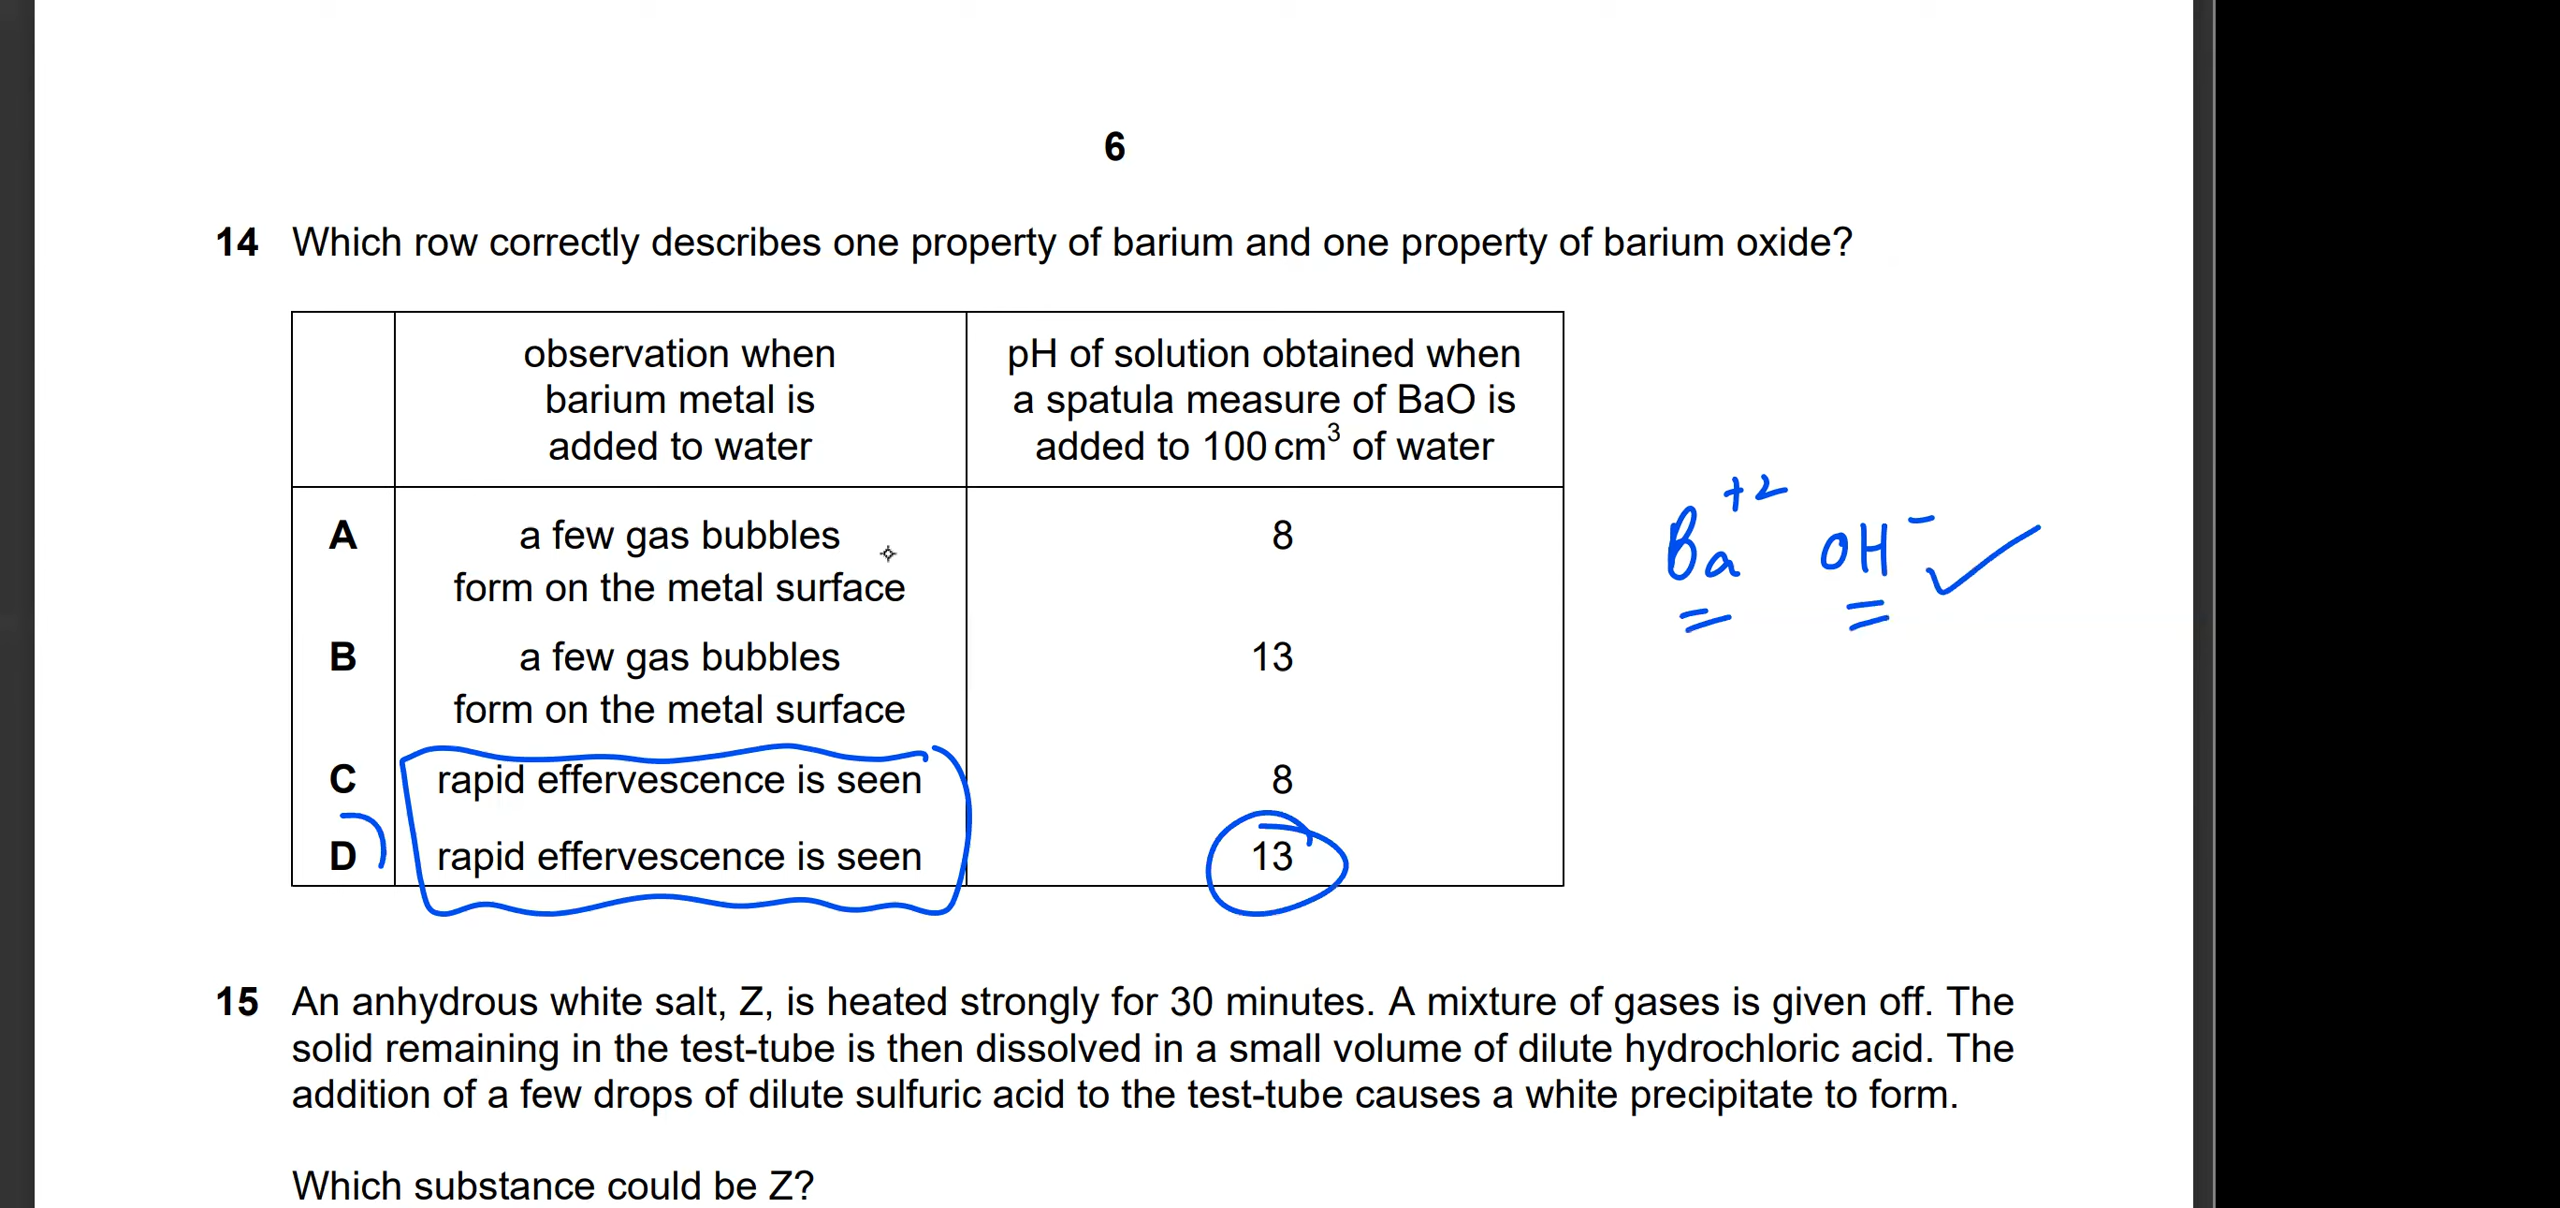 6
14 Which row correctly describes one property of barium and one property of barium oxide?
observation when
barium metal is
added to water
pH of solution obtained when
a spatula measure of BaO is
added to 100 cm³ of water
A a few gas bubbles 8
form on the metal surface
B a few gas bubbles 13
form on the metal surface
C rapid effervescence is seen 8
D rapid effervescence is seen 13
Ba⁺² OH⁻
15 An anhydrous white salt, Z, is heated strongly for 30 minutes. A mixture of gases is given off. The
solid remaining in the test-tube is then dissolved in a small volume of dilute hydrochloric acid. The
addition of a few drops of dilute sulfuric acid to the test-tube causes a white precipitate to form.
Which substance could be Z?